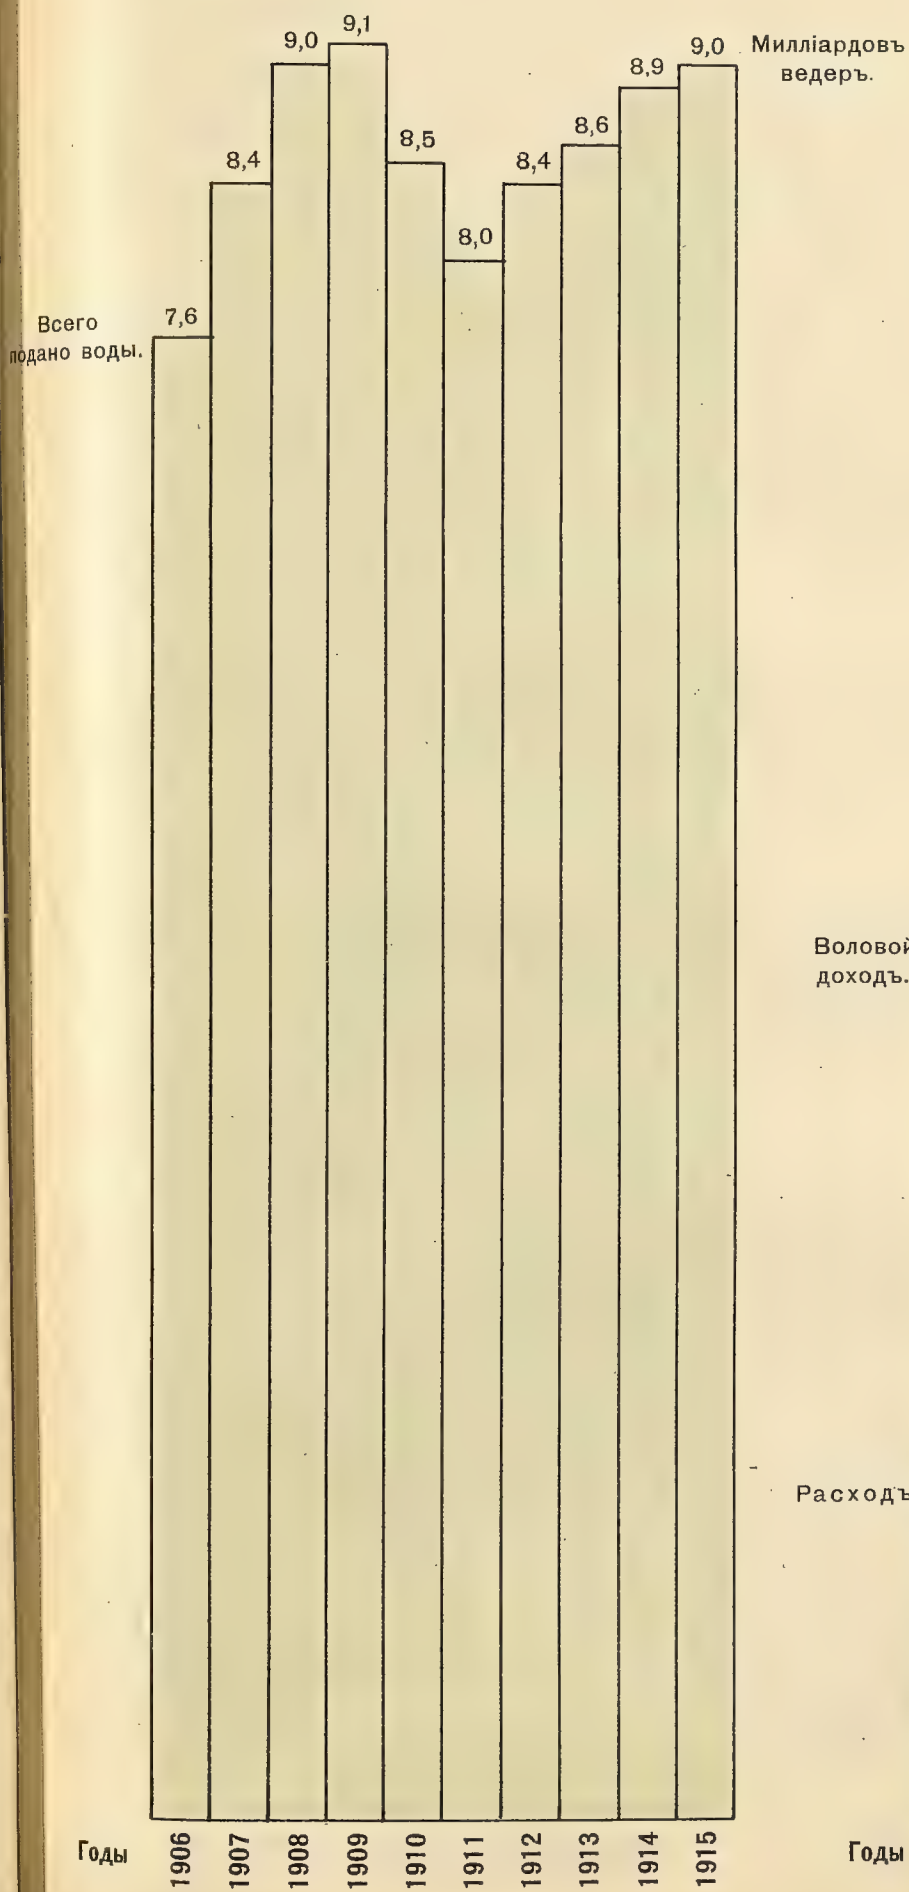 9,1
9,0
9,0
Милліардовъ
ведеръ.
8,9
8,6
8,5
8,4
8,4
8,0
7,6
Всего
подано воды.
Воловой
доходъ.
Расходъ
Годы
1906
1907
1908
1909
1910
1911
1912
1913
1914
1915
Годы